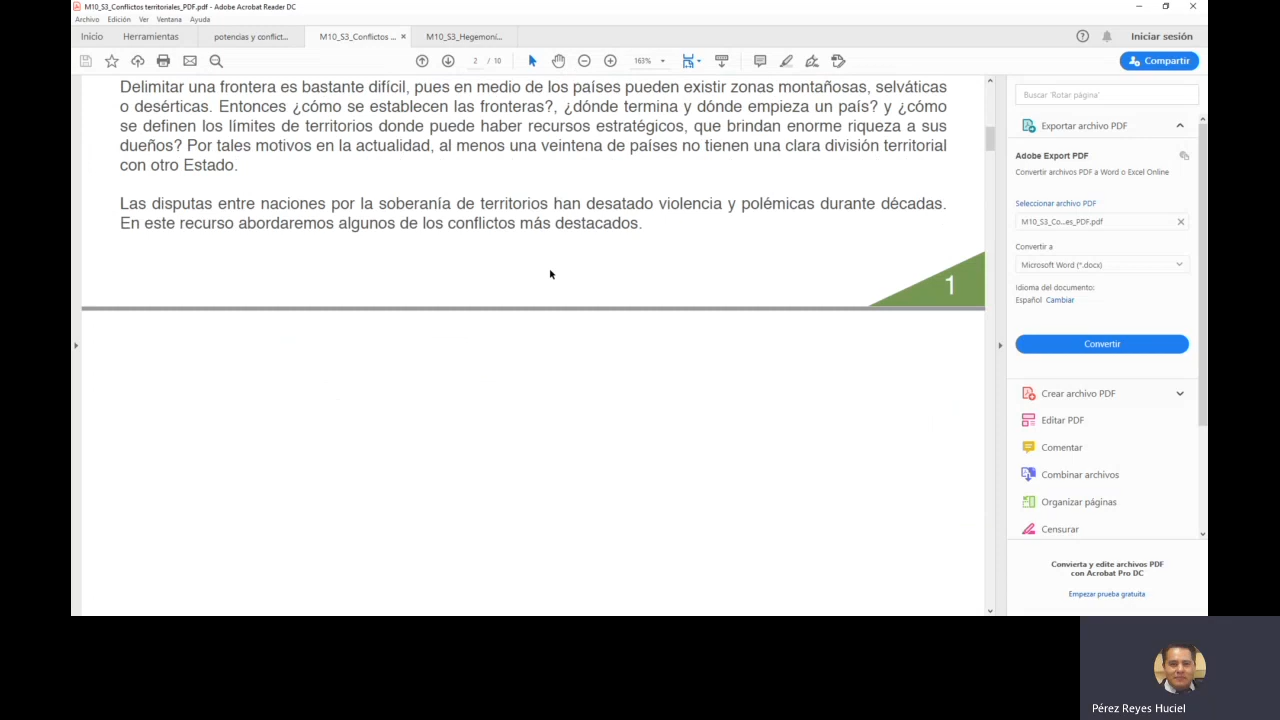 M10_S3_Conflictos territoriales_PDF.pdf - Adobe Acrobat Reader DC
Archivo Edición Ver Ventana Ayuda
Inicio Herramientas potencias y conflict... M10_S3_Conflictos ... × M10_S3_Hegemoní... Iniciar sesión
2 / 10 163% Compartir
Delimitar una frontera es bastante difícil, pues en medio de los países pueden existir zonas montañosas, selváticas
o desérticas. Entonces ¿cómo se establecen las fronteras?, ¿dónde termina y dónde empieza un país? y ¿cómo
se definen los límites de territorios donde puede haber recursos estratégicos, que brindan enorme riqueza a sus
dueños? Por tales motivos en la actualidad, al menos una veintena de países no tienen una clara división territorial
con otro Estado.
Las disputas entre naciones por la soberanía de territorios han desatado violencia y polémicas durante décadas.
En este recurso abordaremos algunos de los conflictos más destacados.
1
Buscar 'Rotar página'
Exportar archivo PDF
Adobe Export PDF
Convertir archivos PDF a Word o Excel Online
Seleccionar archivo PDF
M10_S3_Co...es_PDF.pdf
Convertir a
Microsoft Word (*.docx)
Idioma del documento:
Español Cambiar
Convertir
Crear archivo PDF
Editar PDF
Comentar
Combinar archivos
Organizar páginas
Censurar
Convierta y edite archivos PDF
con Acrobat Pro DC
Empezar prueba gratuita
Pérez Reyes Huciel